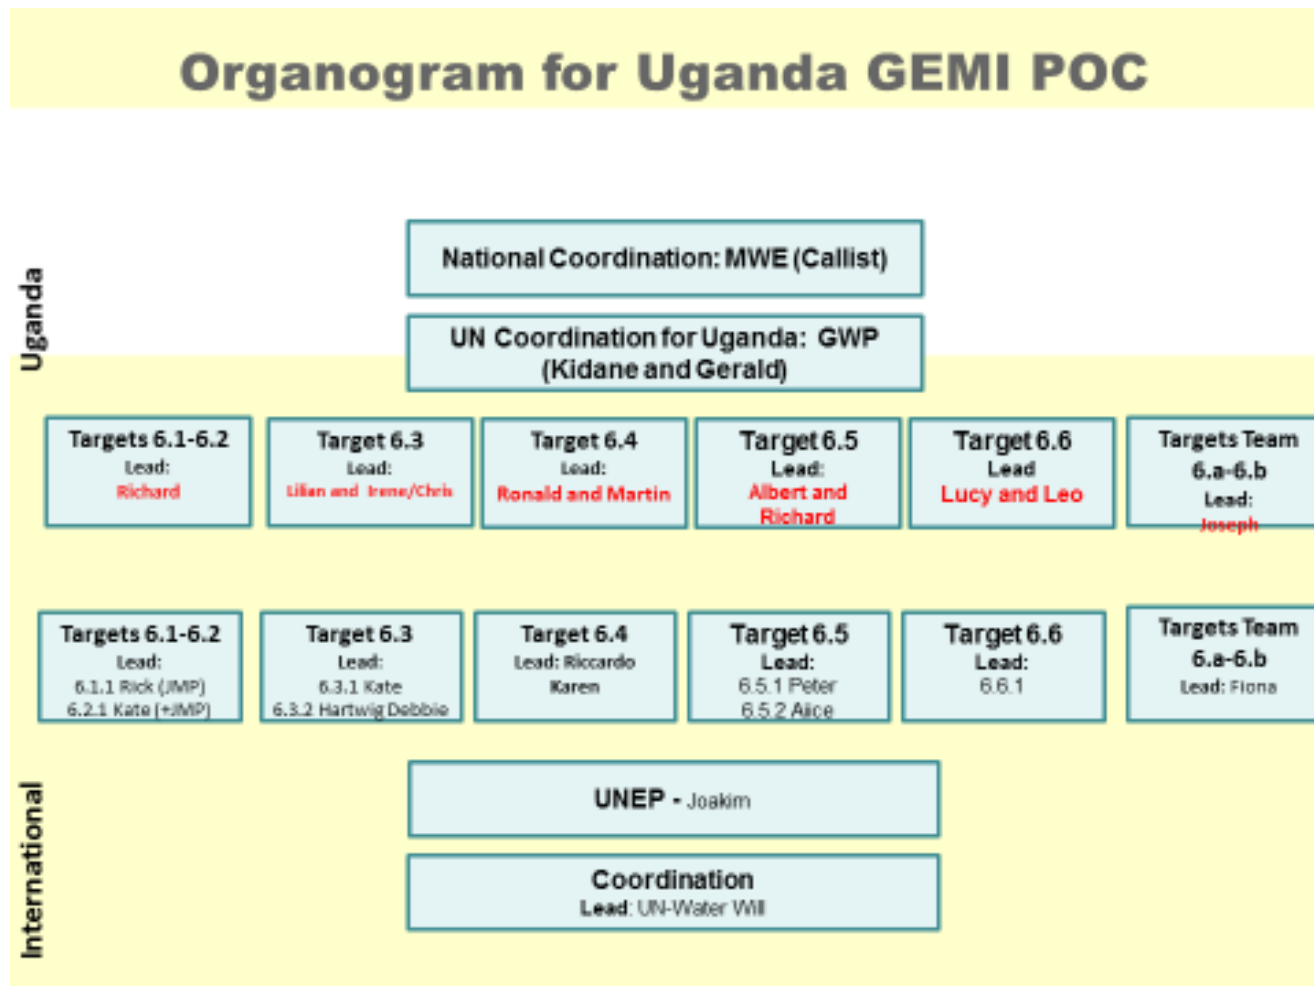 Organogram for Uganda GEMI POC
Uganda
National Coordination: MWE (Callist)
UN Coordination for Uganda: GWP
(Kidane and Gerald)
Targets 6.1-6.2
Lead:
Richard
Target 6.3
Lead:
Lilian and Irene/Chris
Target 6.4
Lead:
Ronald and Martin
Target 6.5
Lead:
Albert and
Richard
Target 6.6
Lead
Lucy and Leo
Targets Team
6.a-6.b
Lead:
Joseph
Targets 6.1-6.2
Lead:
6.1.1 Rick (JMP)
6.2.1 Kate (+JMP)
Target 6.3
Lead:
6.3.1 Kate
6.3.2 Hartwig Debbie
Target 6.4
Lead: Riccardo
Karen
Target 6.5
Lead:
6.5.1 Peter
6.5.2 Alice
Target 6.6
Lead:
6.6.1
Targets Team
6.a-6.b
Lead: Fiona
International
UNEP - Joakim
Coordination
Lead: UN-Water Will